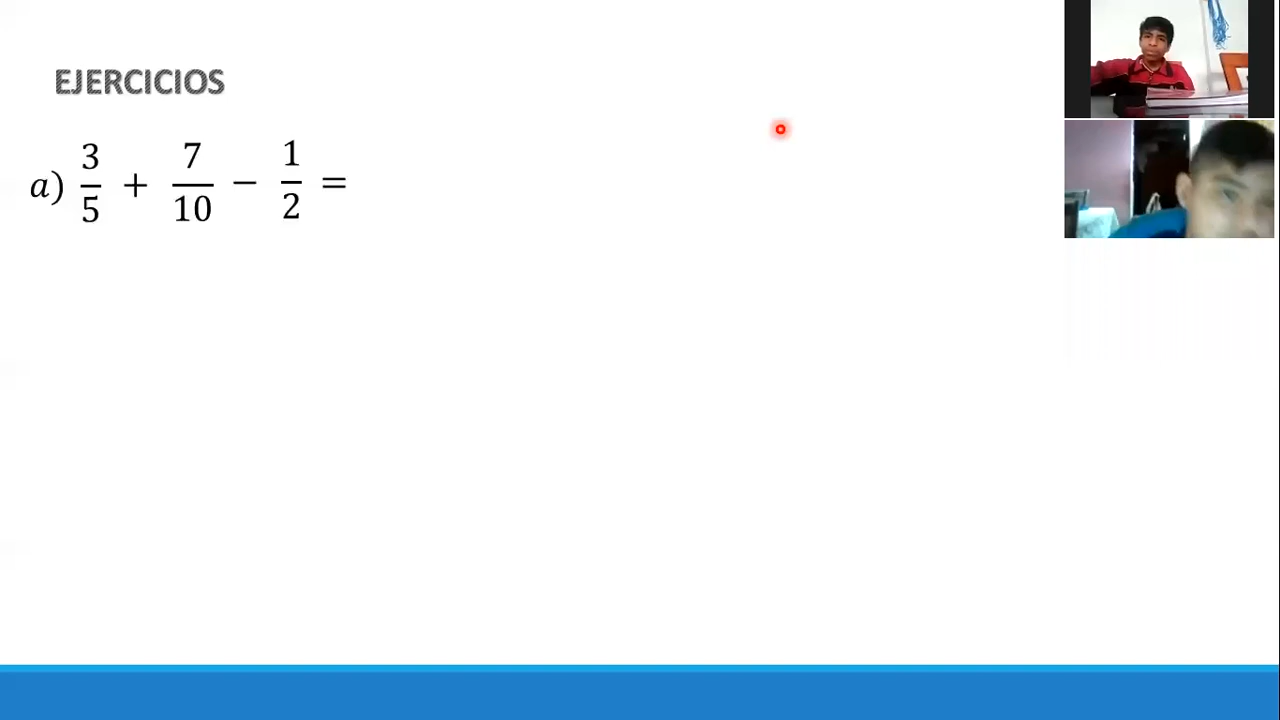 EJERCICIOS
a) 3/5 + 7/10 − 1/2 =